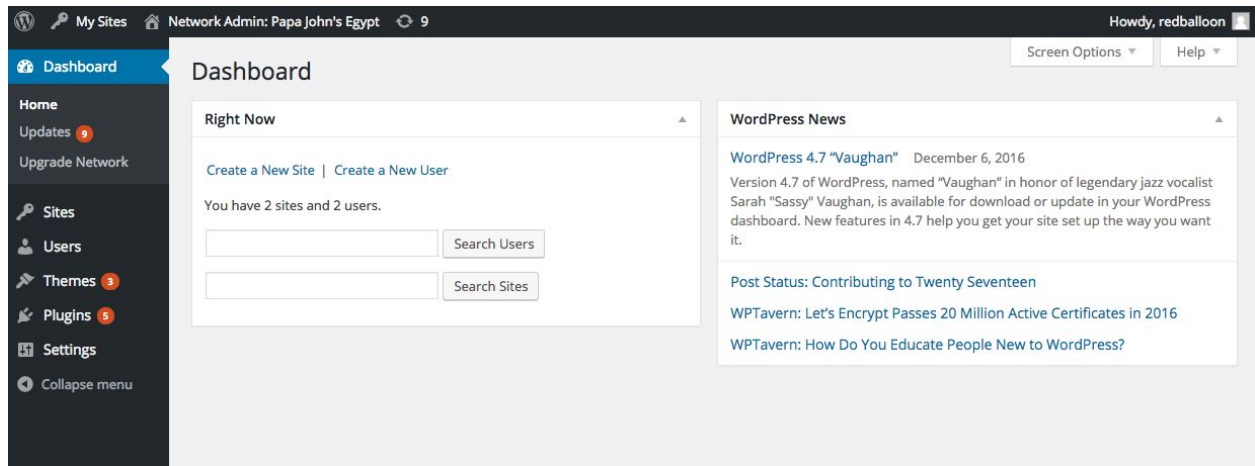 My Sites Network Admin: Papa John's Egypt 9 Howdy, redballoon
Screen Options Help
Dashboard
Home
Updates 9
Upgrade Network
Sites
Users
Themes 3
Plugins 5
Settings
Collapse menu
Dashboard
Right Now
Create a New Site | Create a New User
You have 2 sites and 2 users.
Search Users
Search Sites
WordPress News
WordPress 4.7 “Vaughan” December 6, 2016
Version 4.7 of WordPress, named “Vaughan” in honor of legendary jazz vocalist
Sarah "Sassy" Vaughan, is available for download or update in your WordPress
dashboard. New features in 4.7 help you get your site set up the way you want
it.
Post Status: Contributing to Twenty Seventeen
WPTavern: Let’s Encrypt Passes 20 Million Active Certificates in 2016
WPTavern: How Do You Educate People New to WordPress?